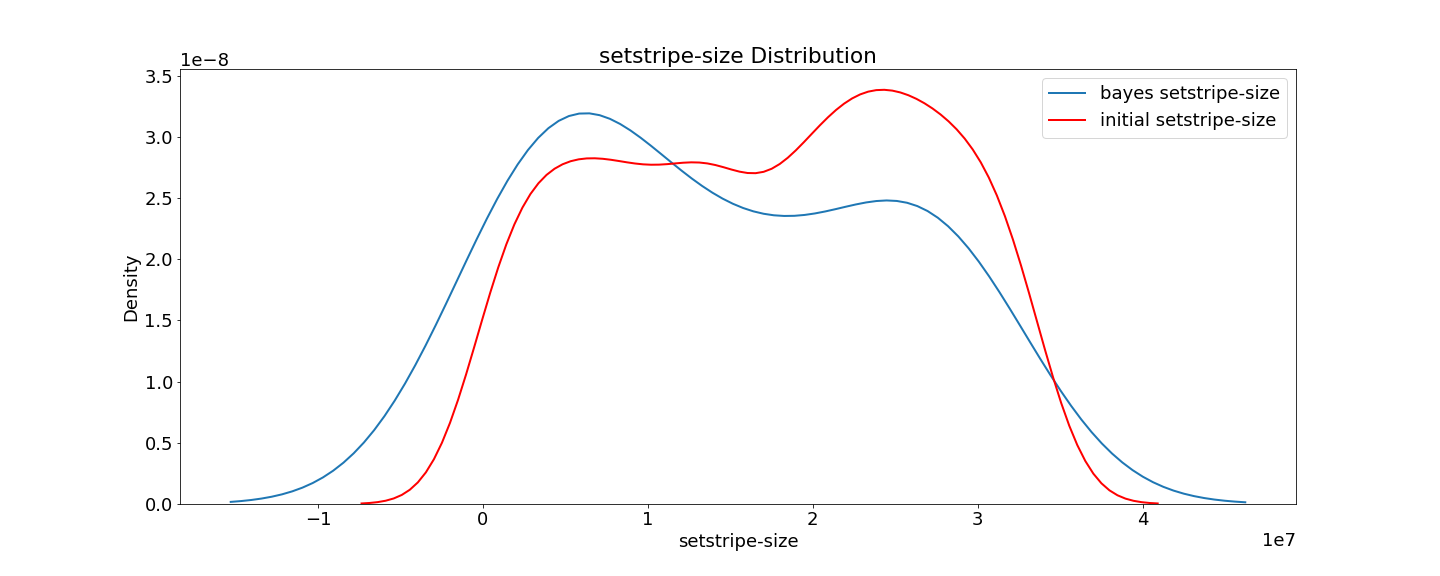 setstripe-size Distribution
1e−8
3.5
3.0
2.5
2.0
1.5
1.0
0.5
0.0
Density
bayes setstripe-size
initial setstripe-size
−1
0
1
2
3
4
setstripe-size
1e7